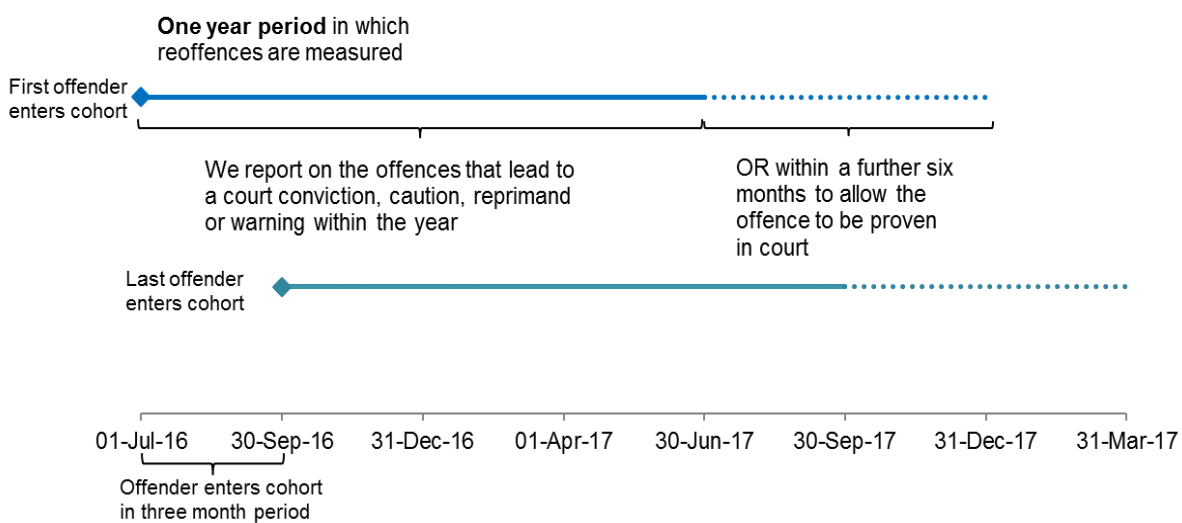 One year period in which
reoffences are measured
First offender
enters cohort
We report on the offences that lead to
a court conviction, caution, reprimand
or warning within the year
OR within a further six
months to allow the
offence to be proven
in court
Last offender
enters cohort
01-Jul-16 30-Sep-16 31-Dec-16 01-Apr-17 30-Jun-17 30-Sep-17 31-Dec-17 31-Mar-17
Offender enters cohort
in three month period